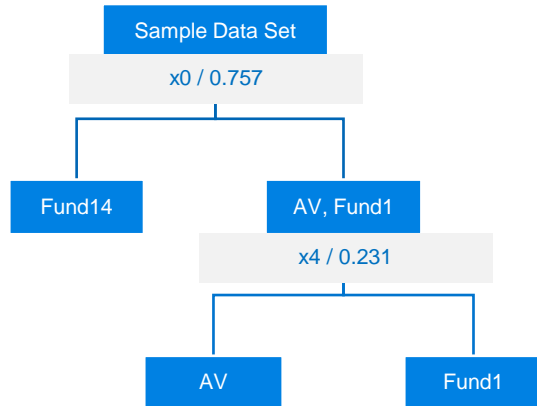 Sample Data Set
x0 / 0.757
Fund14
AV, Fund1
x4 / 0.231
AV
Fund1